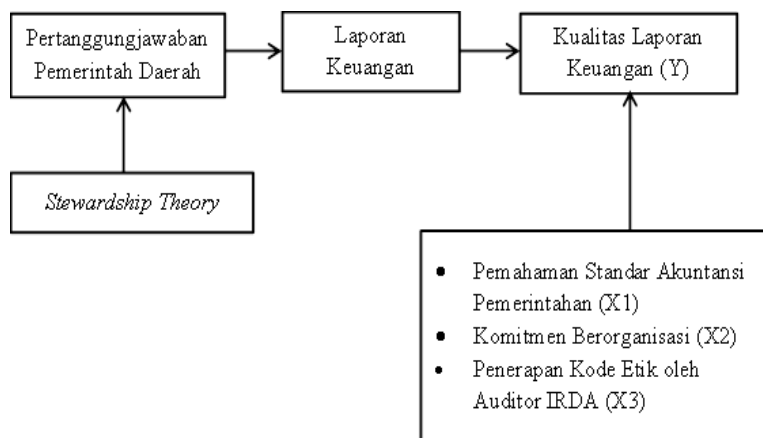 Pertanggungjawaban
Pemerintah Daerah
Laporan
Keuangan
Kualitas Laporan
Keuangan (Y)
Stewardship Theory
• Pemahaman Standar Akuntansi
Pemerintahan (X1)
• Komitmen Berorganisasi (X2)
• Penerapan Kode Etik oleh
Auditor IRDA (X3)